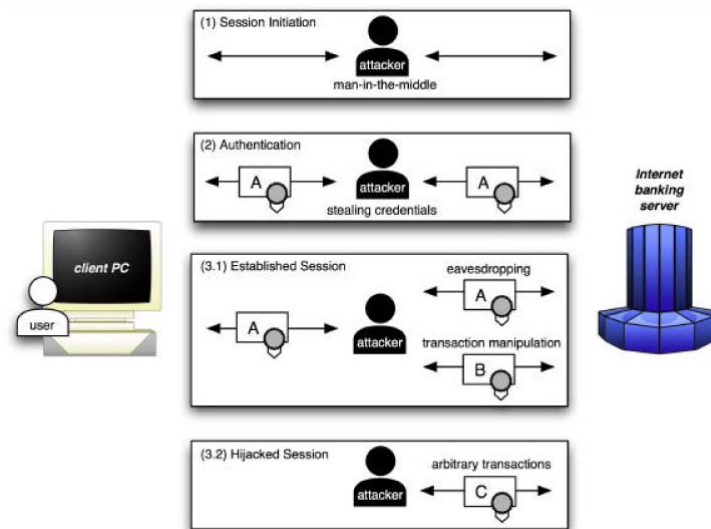 (1) Session Initiation
attacker
man-in-the-middle
(2) Authentication
A
attacker
A
stealing credentials
Internet
banking
server
client PC
user
(3.1) Established Session
eavesdropping
A
A
attacker
transaction manipulation
B
(3.2) Hijacked Session
attacker
arbitrary transactions
C